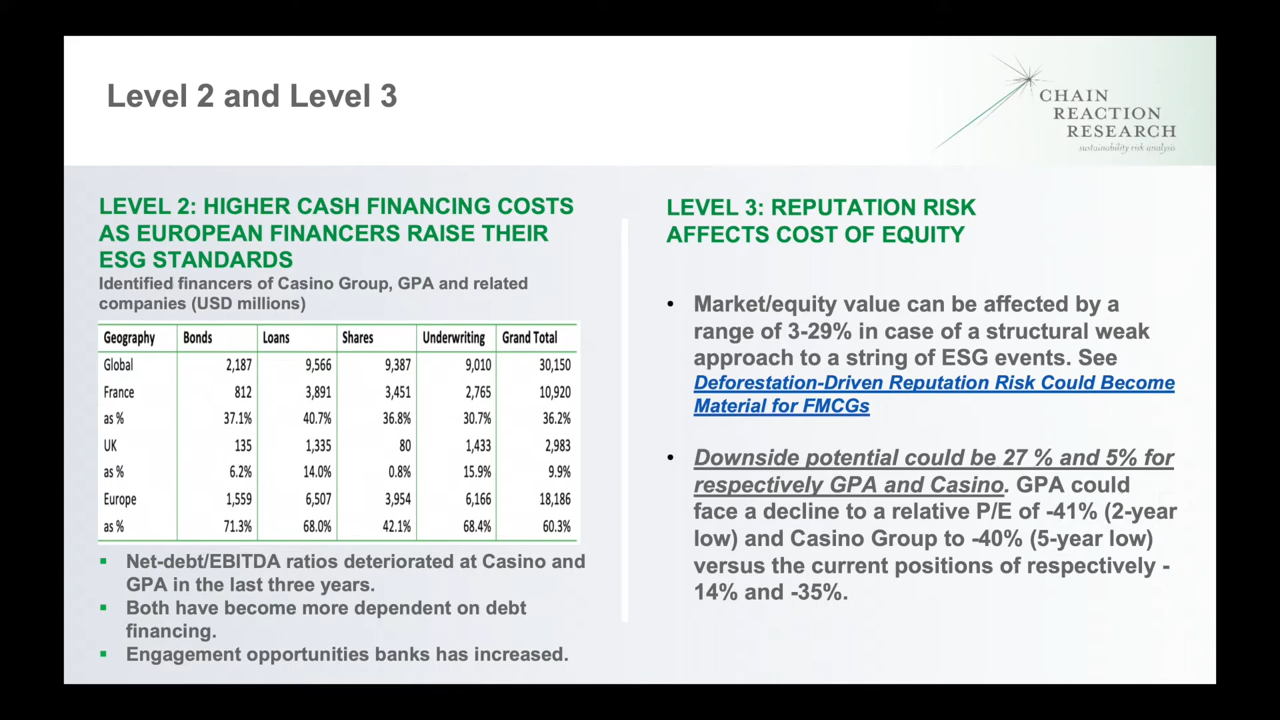 Level 2 and Level 3
CHAIN
REACTION
RESEARCH
sustainability risk analysis
LEVEL 2: HIGHER CASH FINANCING COSTS
AS EUROPEAN FINANCERS RAISE THEIR
ESG STANDARDS
Identified financers of Casino Group, GPA and related
companies (USD millions)
Geography Bonds Loans Shares Underwriting Grand Total
Global 2,187 9,566 9,387 9,010 30,150
France 812 3,891 3,451 2,765 10,920
as % 37.1% 40.7% 36.8% 30.7% 36.2%
UK 135 1,335 80 1,433 2,983
as % 6.2% 14.0% 0.8% 15.9% 9.9%
Europe 1,559 6,507 3,954 6,166 18,186
as % 71.3% 68.0% 42.1% 68.4% 60.3%
▪ Net-debt/EBITDA ratios deteriorated at Casino and
GPA in the last three years.
▪ Both have become more dependent on debt
financing.
▪ Engagement opportunities banks has increased.
LEVEL 3: REPUTATION RISK
AFFECTS COST OF EQUITY
• Market/equity value can be affected by a
range of 3-29% in case of a structural weak
approach to a string of ESG events. See
Deforestation-Driven Reputation Risk Could Become
Material for FMCGs
• Downside potential could be 27 % and 5% for
respectively GPA and Casino. GPA could
face a decline to a relative P/E of -41% (2-year
low) and Casino Group to -40% (5-year low)
versus the current positions of respectively -
14% and -35%.